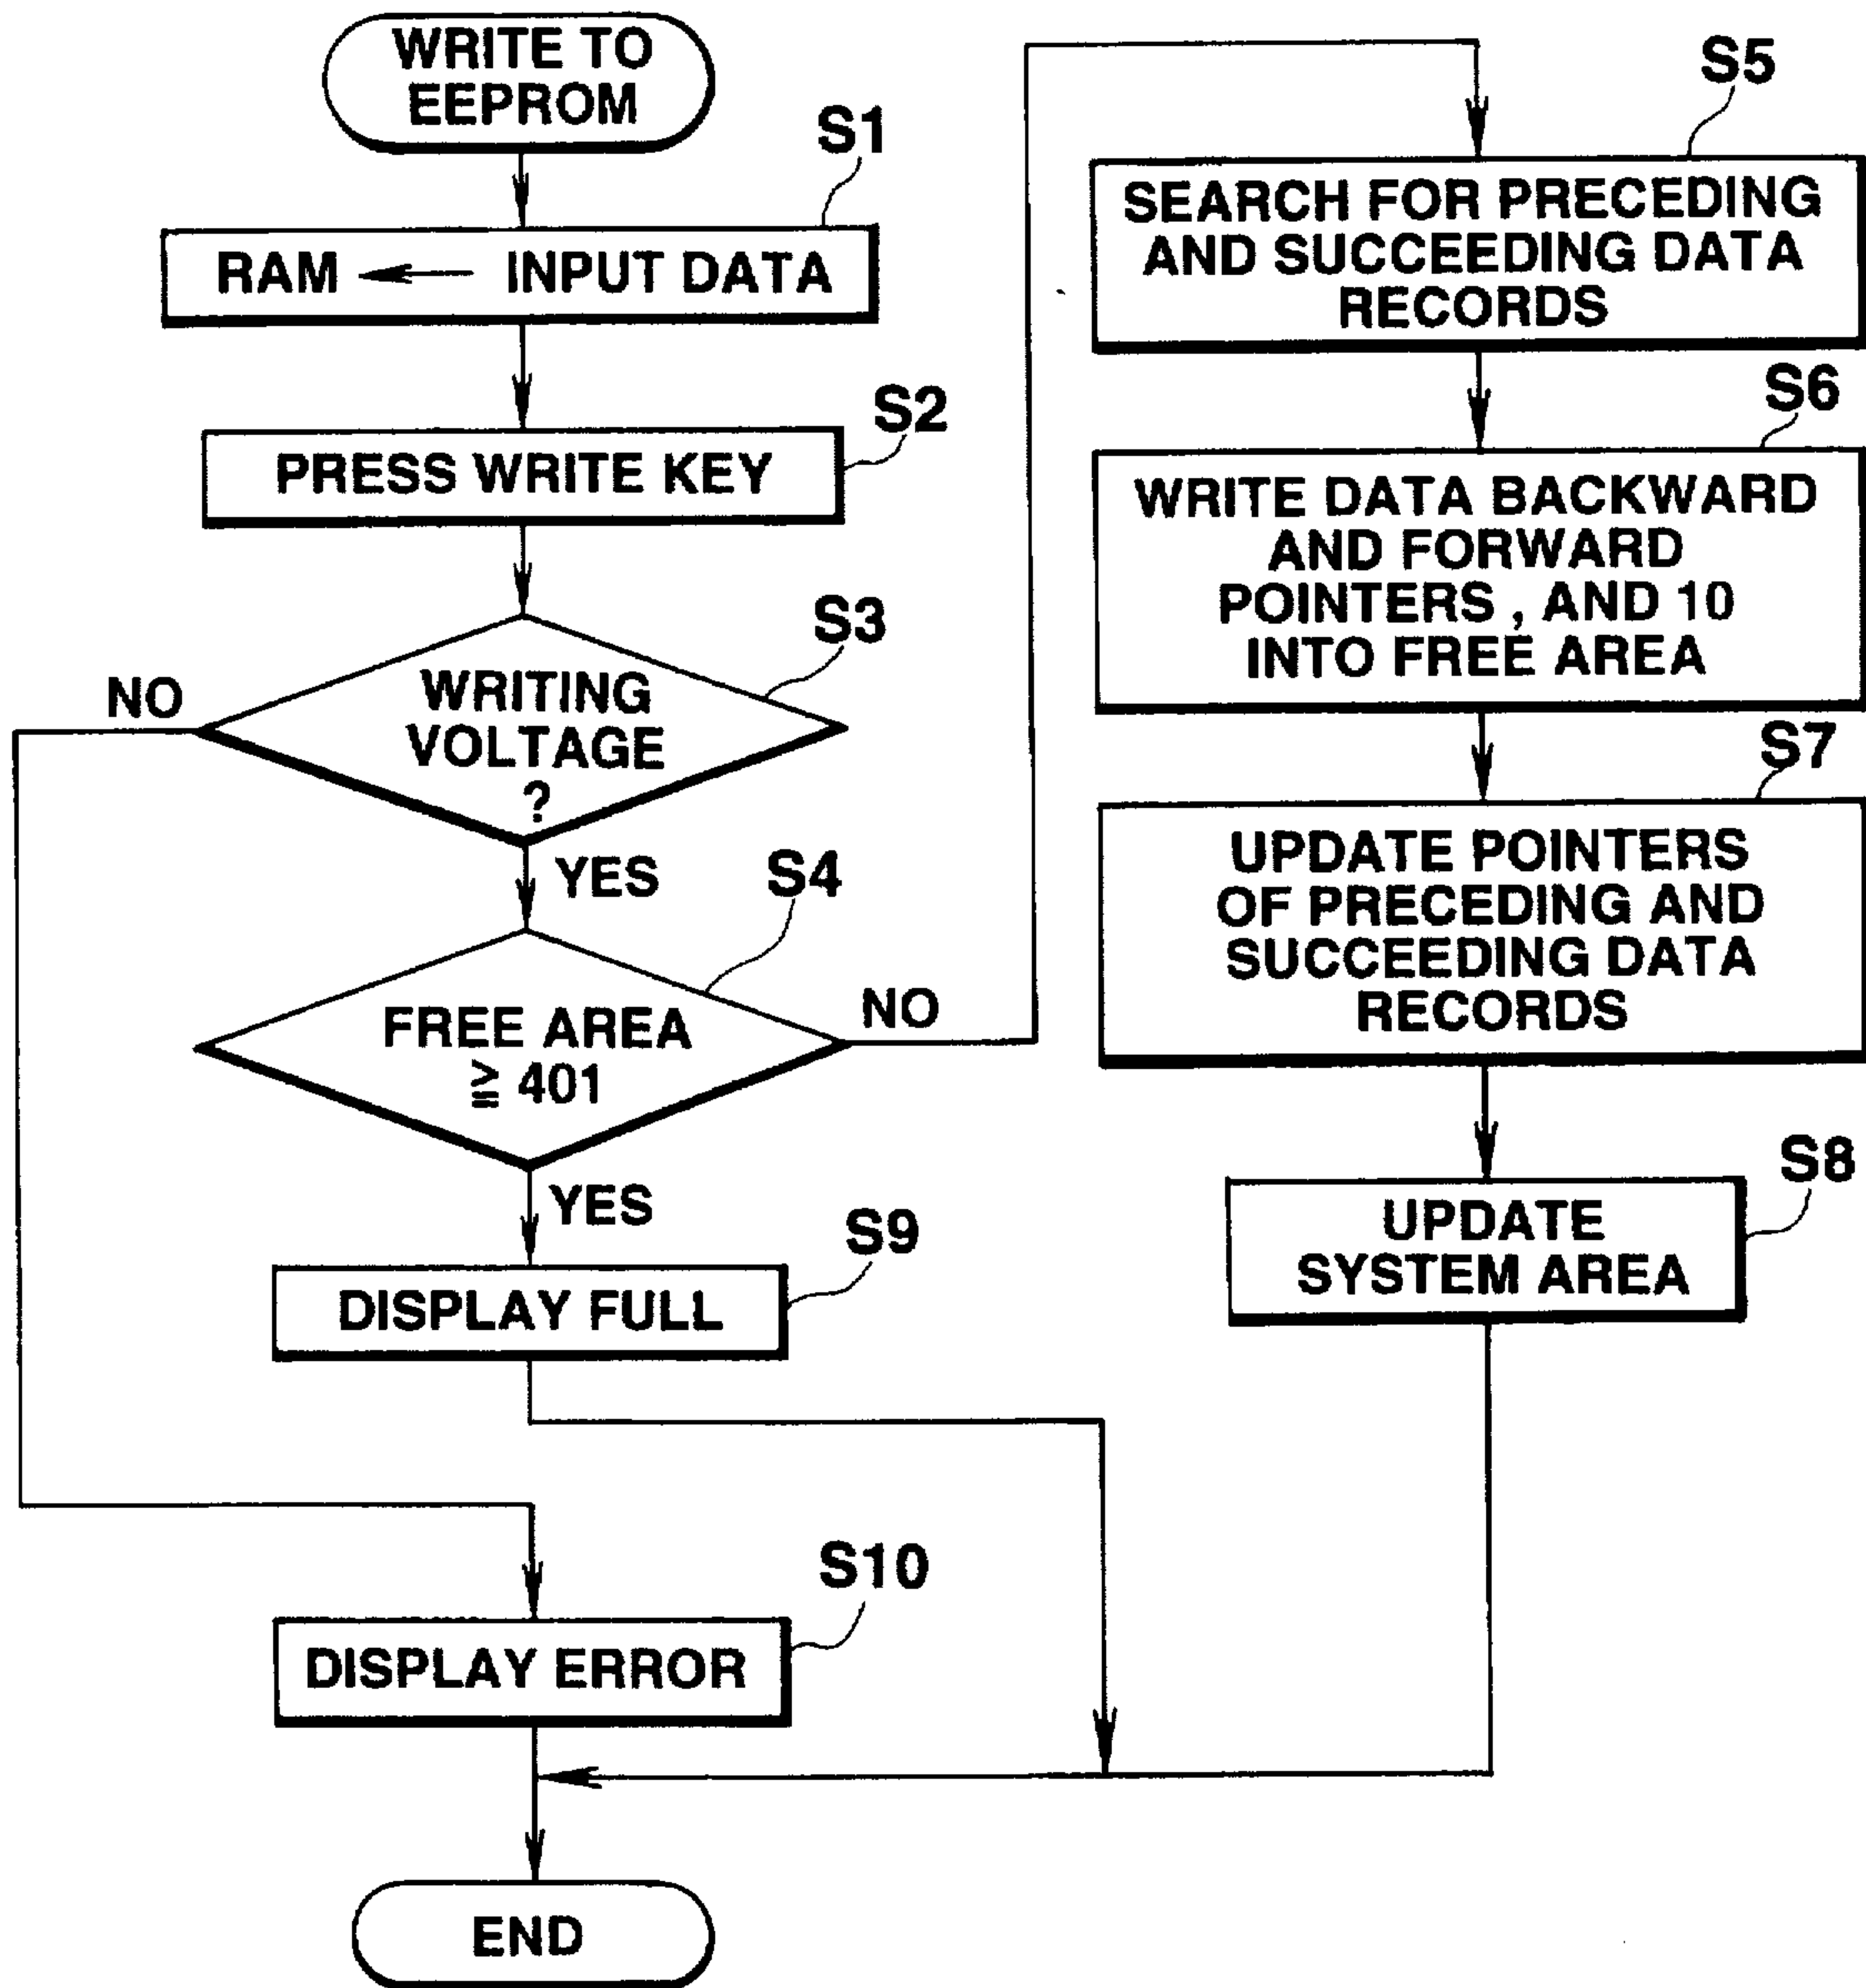 WRITE TO
EEPROM
S1
RAM ← INPUT DATA
S2
PRESS WRITE KEY
S3
WRITING
VOLTAGE
?
NO
YES
S4
FREE AREA
≧ 401
NO
YES
S9
DISPLAY FULL
S10
DISPLAY ERROR
END
S5
SEARCH FOR PRECEDING
AND SUCCEEDING DATA
RECORDS
S6
WRITE DATA BACKWARD
AND FORWARD
POINTERS , AND 10
INTO FREE AREA
S7
UPDATE POINTERS
OF PRECEDING AND
SUCCEEDING DATA
RECORDS
S8
UPDATE
SYSTEM AREA